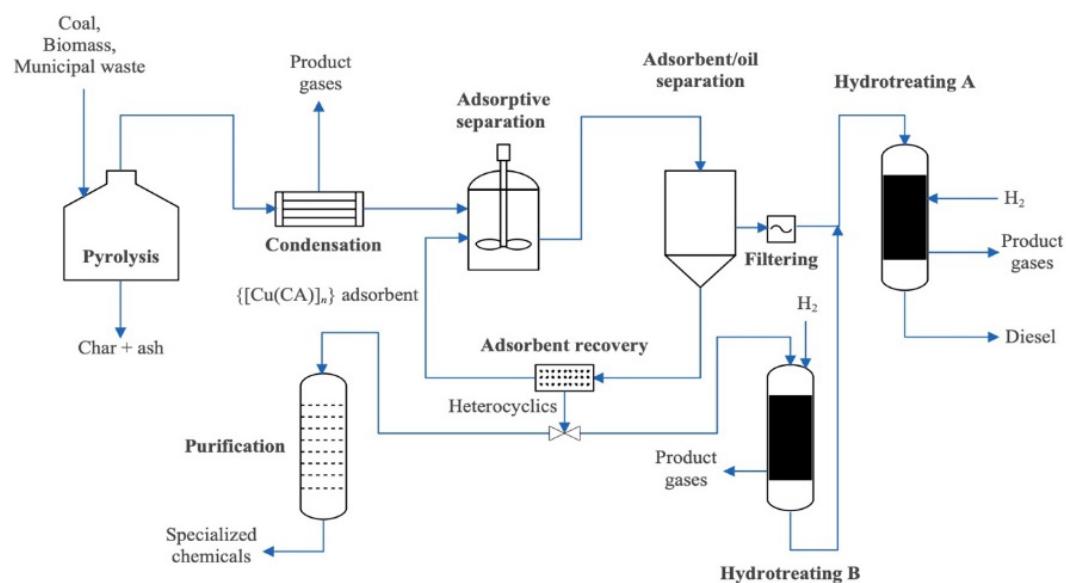 Coal,
Biomass,
Municipal waste
Product
gases
Adsorptive
separation
Adsorbent/oil
separation
Hydrotreating A
Pyrolysis
Condensation
Filtering
H₂
Product
gases
{[Cu(CA)]ₙ} adsorbent
Char + ash
Adsorbent recovery
H₂
Diesel
Heterocyclics
Purification
Product
gases
Specialized
chemicals
Hydrotreating B